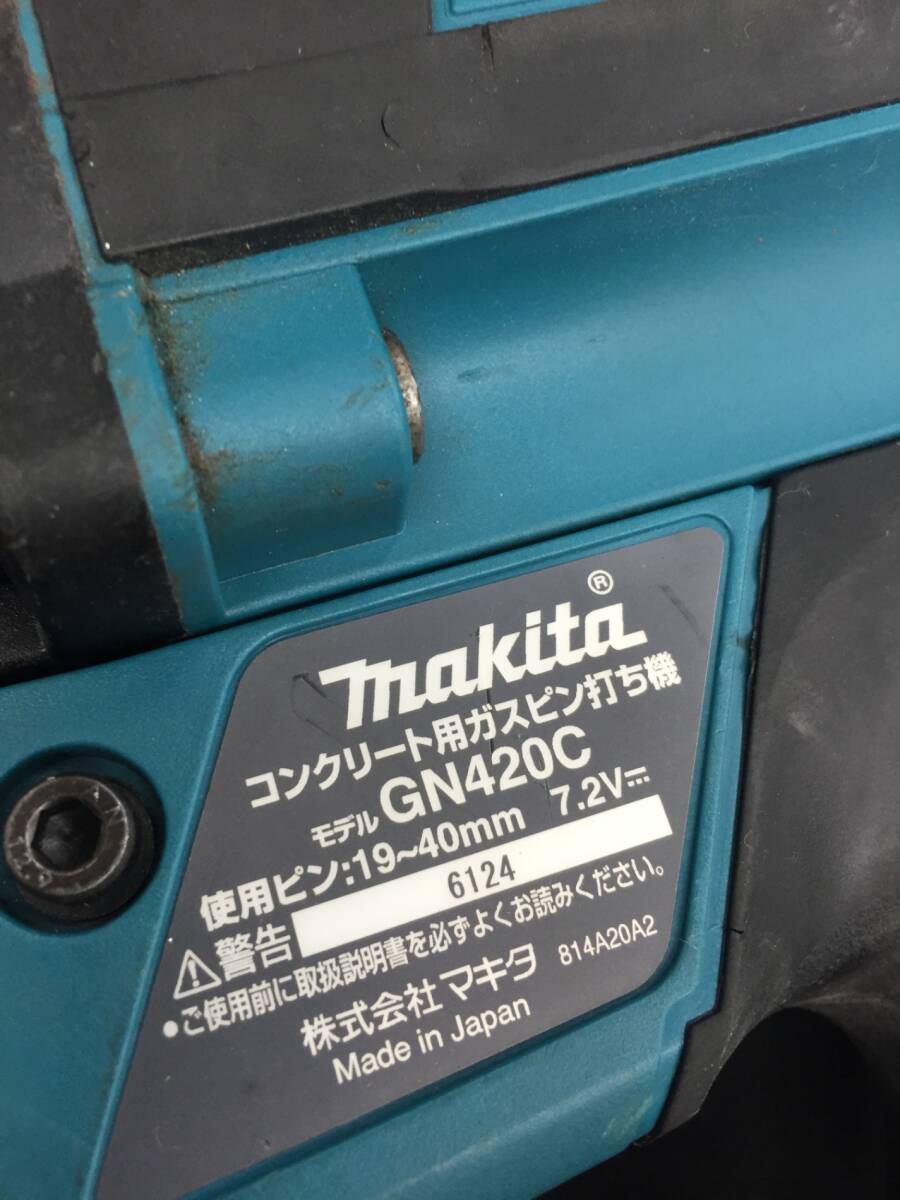 makita®
コンクリート用ガスピン打ち機
モデル GN420C
使用ピン:19~40mm 7.2V⎓
6124
⚠警告
●ご使用前に取扱説明書を必ずよくお読みください。
株式会社 マキタ 814A20A2
Made in Japan